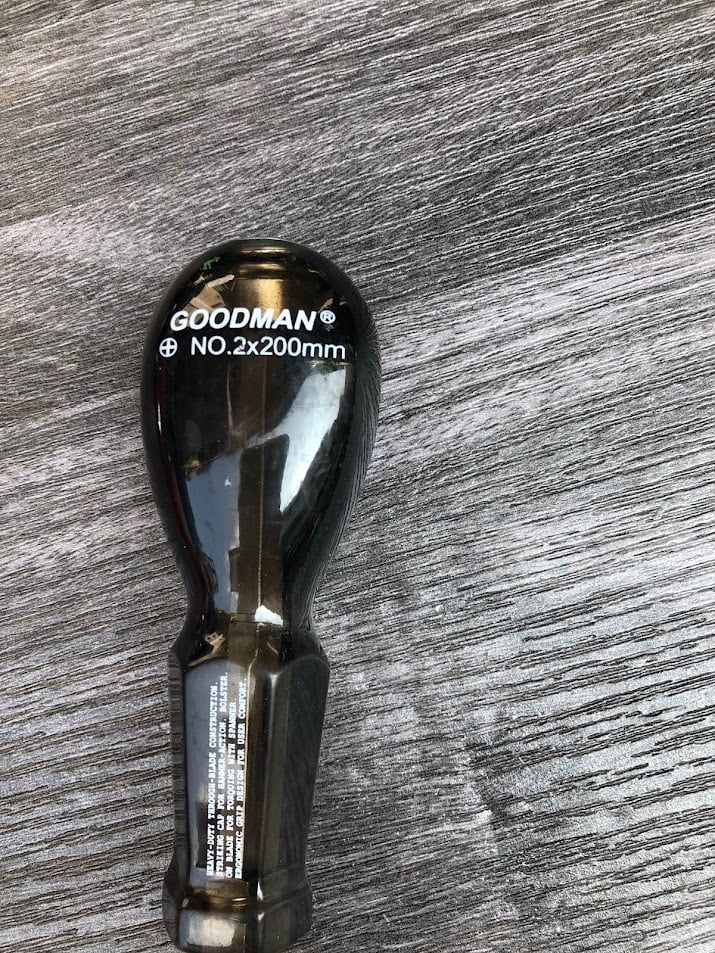 GOODMAN®
⊕ NO.2x200mm
HEAVY-DUTY THROUGH-BLADE CONSTRUCTION.
STRIKING CAP FOR HAMMER-ACTION. BOLSTER
ON BLADE FOR TORQUING WITH SPANNER.
ERGONOMIC GRIP DESIGN FOR USER COMFORT.